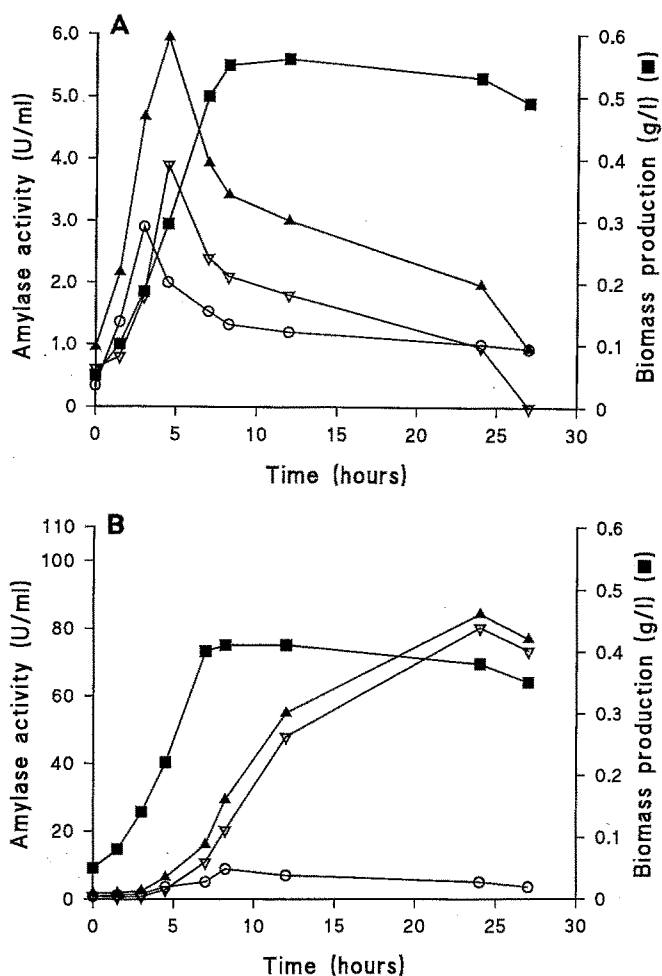 A
Amylase activity (U/ml)
6.0
5.0
4.0
3.0
2.0
1.0
0
0.6
0.5
0.4
0.3
0.2
0.1
0
Biomass production (g/l) (■)
0 5 10 15 20 25 30
Time (hours)
B
Amylase activity (U/ml)
110
100
80
60
40
20
0
0.6
0.5
0.4
0.3
0.2
0.1
0
Biomass production (g/l) (■)
0 5 10 15 20 25 30
Time (hours)